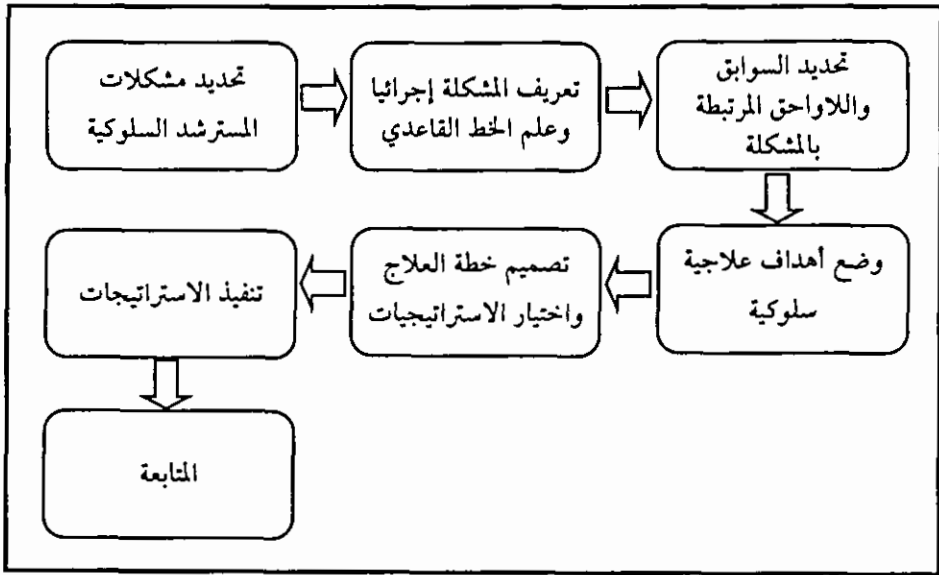 تحديد مشكلات
المسترشد السلوكية
تعريف المشكلة إجرائيا
وعلم الخط القاعدي
تحديد السوابق
واللاواحق المرتبطة
بالمشكلة
وضع أهداف علاجية
سلوكية
تصميم خطة العلاج
واختيار الاستراتيجيات
تنفيذ الاستراتيجات
المتابعة